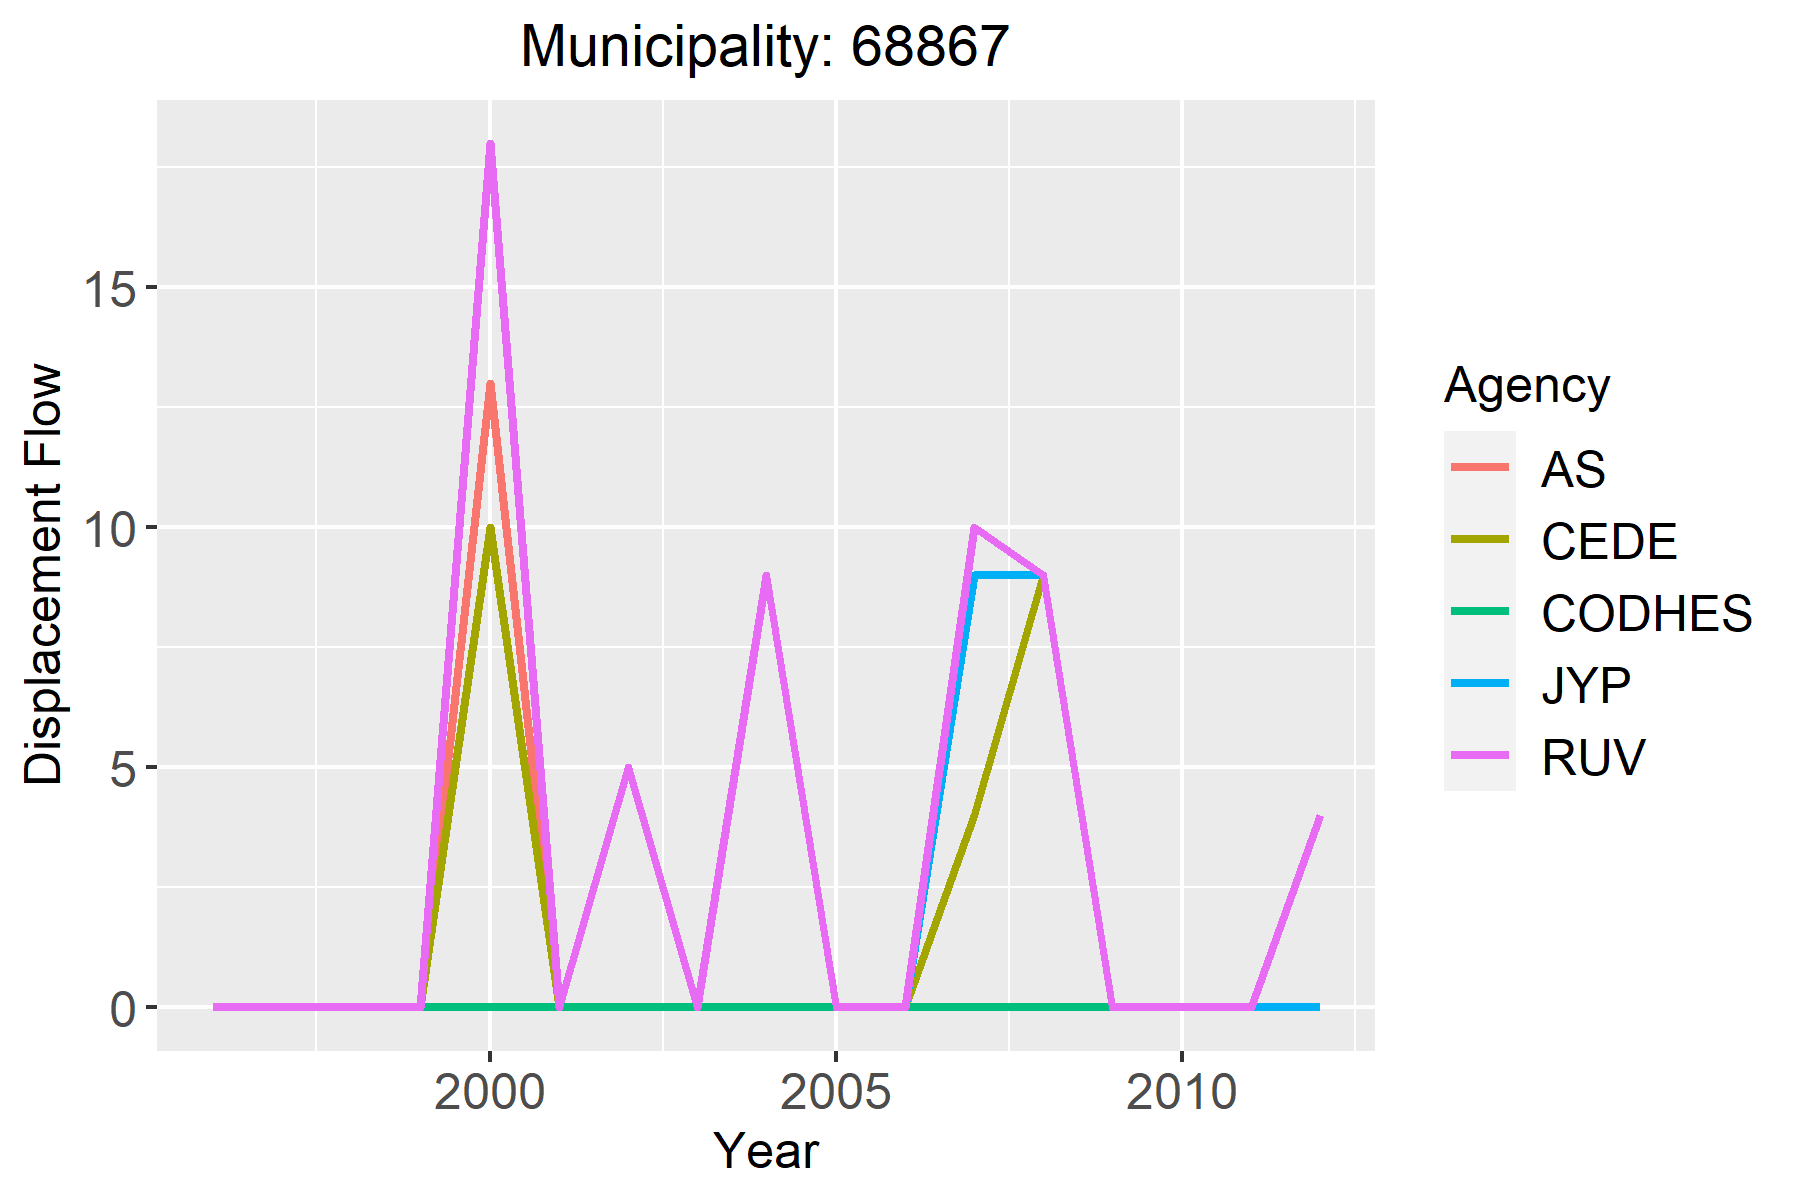 Municipality: 68867
Displacement Flow
15
10
5
0
2000 2005 2010
Year
Agency
AS
CEDE
CODHES
JYP
RUV